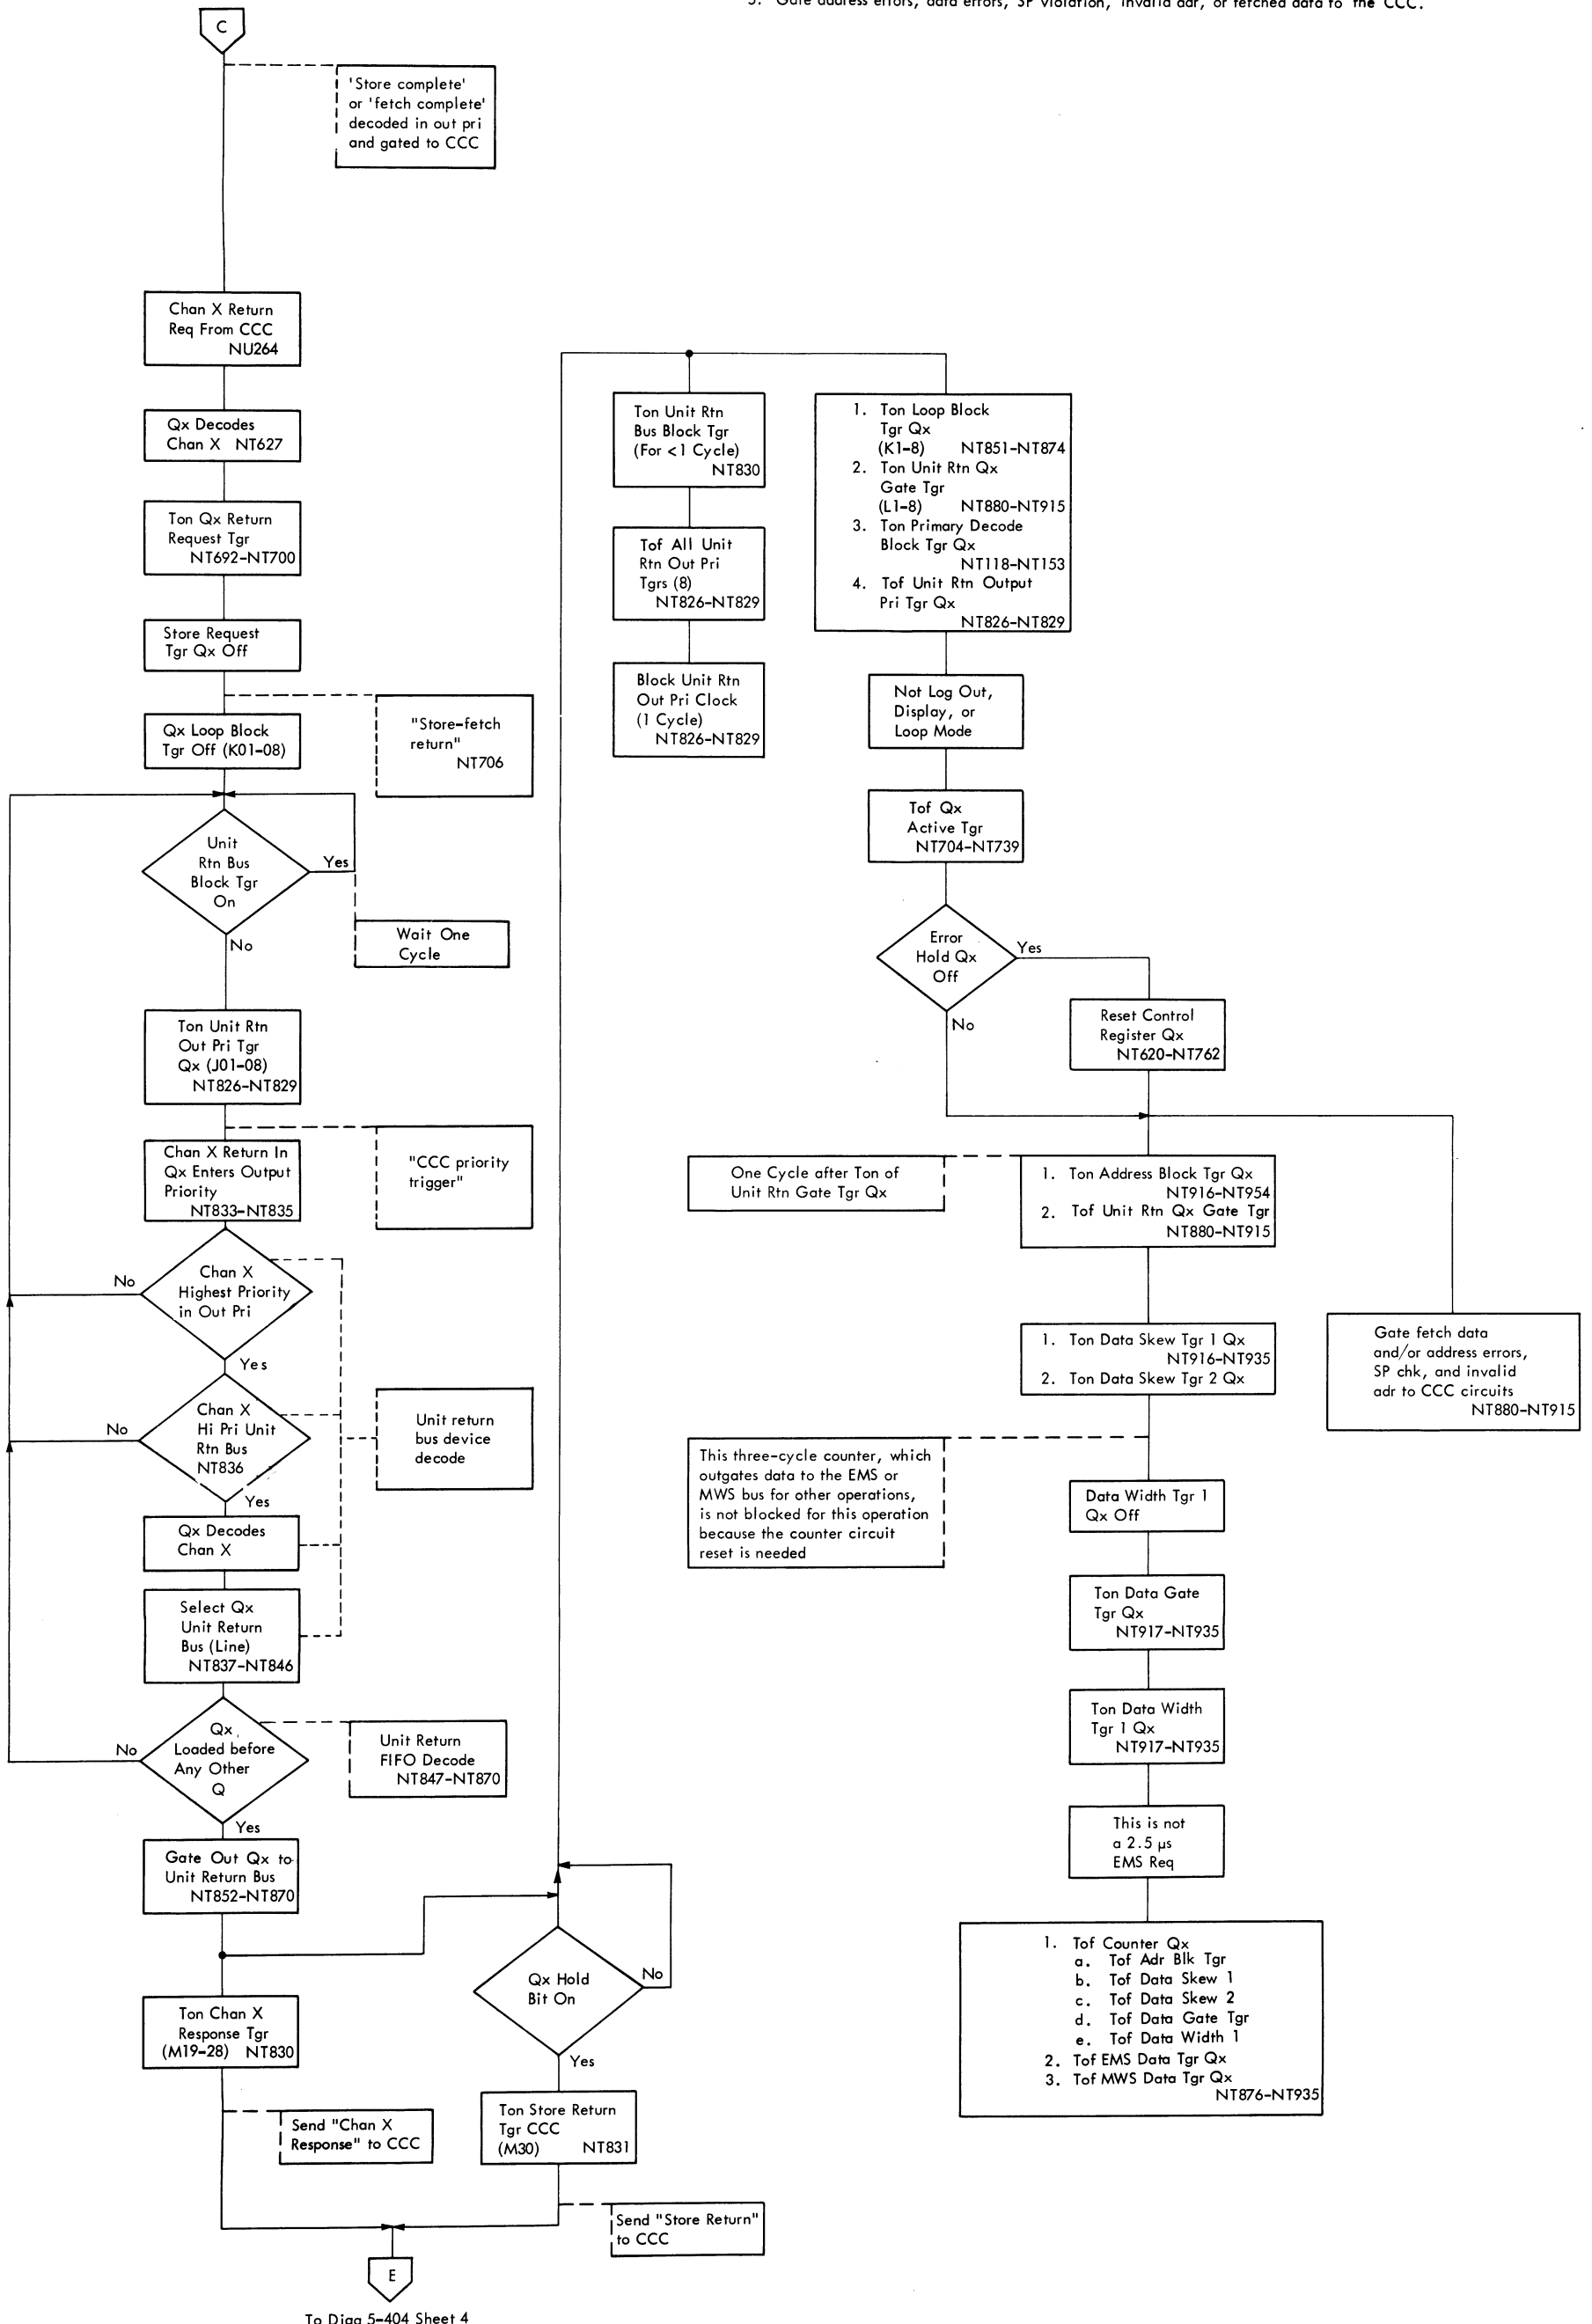 5. Gate address errors, data errors, SP violation, invalid adr, or fetched data to the CCC.
C
'Store complete'
or 'fetch complete'
decoded in out pri
and gated to CCC
Chan X Return
Req From CCC
NU264
Qx Decodes
Chan X NT627
Ton Qx Return
Request Tgr
NT692-NT700
Store Request
Tgr Qx Off
"Store-fetch
return"
NT706
Qx Loop Block
Tgr Off (K01-08)
Unit
Rtn Bus
Block Tgr
On
Yes
No
Wait One
Cycle
Ton Unit Rtn
Out Pri Tgr
Qx (J01-08)
NT826-NT829
"CCC priority
trigger"
Chan X Return In
Qx Enters Output
Priority
NT833-NT835
Chan X
Highest Priority
in Out Pri
No
Yes
Chan X
Hi Pri Unit
Rtn Bus
NT836
No
Yes
Unit return
bus device
decode
Qx Decodes
Chan X
Select Qx
Unit Return
Bus (Line)
NT837-NT846
Qx
Loaded before
Any Other
Q
No
Yes
Unit Return
FIFO Decode
NT847-NT870
Gate Out Qx to
Unit Return Bus
NT852-NT870
Ton Chan X
Response Tgr
(M19-28) NT830
Send "Chan X
Response" to CCC
Qx Hold
Bit On
No
Yes
Ton Store Return
Tgr CCC
(M30) NT831
Send "Store Return"
to CCC
E
To Diag 5-404 Sheet 4
Ton Unit Rtn
Bus Block Tgr
(For <1 Cycle)
NT830
Tof All Unit
Rtn Out Pri
Tgrs (8)
NT826-NT829
Block Unit Rtn
Out Pri Clock
(1 Cycle)
NT826-NT829
1. Ton Loop Block
Tgr Qx
(K1-8) NT851-NT874
2. Ton Unit Rtn Qx
Gate Tgr
(L1-8) NT880-NT915
3. Ton Primary Decode
Block Tgr Qx
NT118-NT153
4. Tof Unit Rtn Output
Pri Tgr Qx
NT826-NT829
Not Log Out,
Display, or
Loop Mode
Tof Qx
Active Tgr
NT704-NT739
Error
Hold Qx
Off
Yes
No
Reset Control
Register Qx
NT620-NT762
One Cycle after Ton of
Unit Rtn Gate Tgr Qx
1. Ton Address Block Tgr Qx
NT916-NT954
2. Tof Unit Rtn Qx Gate Tgr
NT880-NT915
1. Ton Data Skew Tgr 1 Qx
NT916-NT935
2. Ton Data Skew Tgr 2 Qx
Gate fetch data
and/or address errors,
SP chk, and invalid
adr to CCC circuits
NT880-NT915
This three-cycle counter, which
outgates data to the EMS or
MWS bus for other operations,
is not blocked for this operation
because the counter circuit
reset is needed
Data Width Tgr 1
Qx Off
Ton Data Gate
Tgr Qx
NT917-NT935
Ton Data Width
Tgr 1 Qx
NT917-NT935
This is not
a 2.5 μs
EMS Req
1. Tof Counter Qx
a. Tof Adr Blk Tgr
b. Tof Data Skew 1
c. Tof Data Skew 2
d. Tof Data Gate Tgr
e. Tof Data Width 1
2. Tof EMS Data Tgr Qx
3. Tof MWS Data Tgr Qx
NT876-NT935